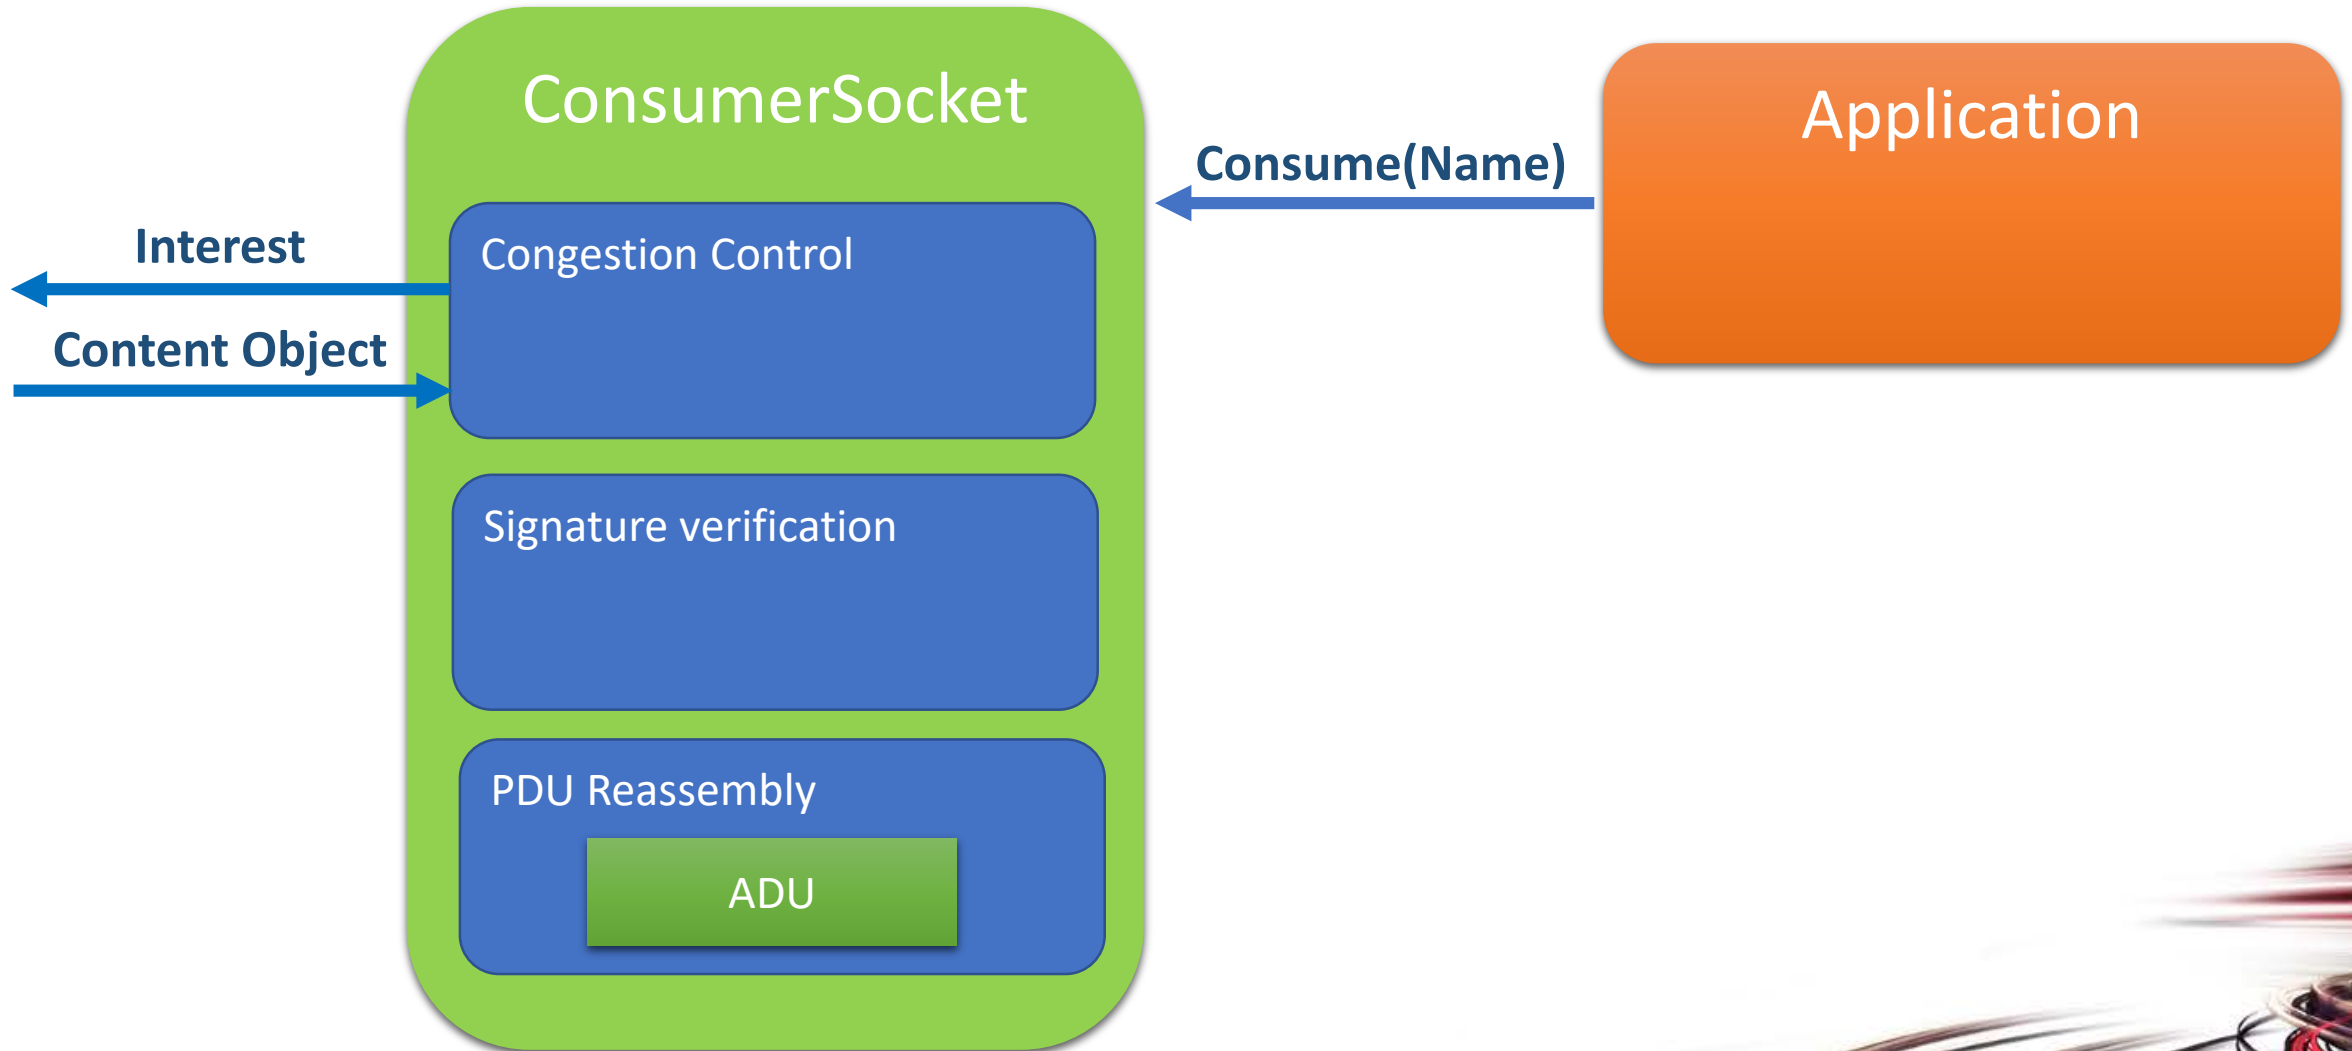 ConsumerSocket
Application
Consume(Name)
Interest
Congestion Control
Content Object
Signature verification
PDU Reassembly
ADU